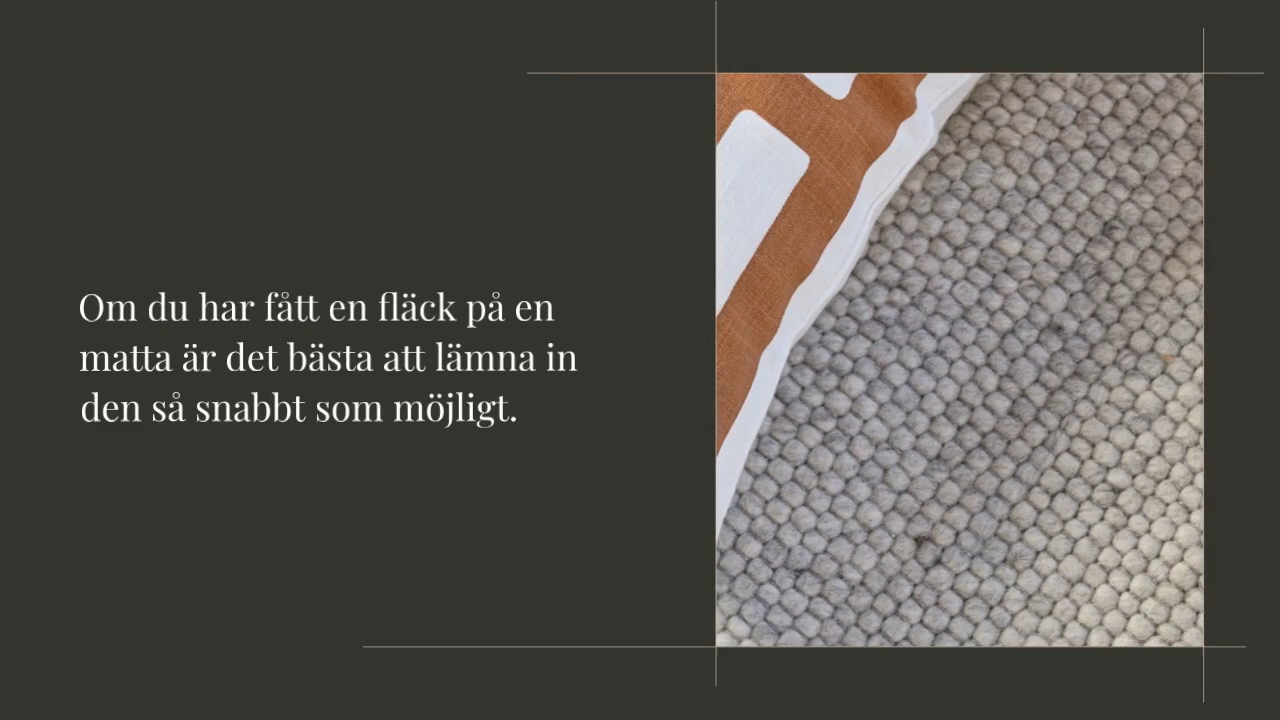 Om du har fått en fläck på en
matta är det bästa att lämna in
den så snabbt som möjligt.